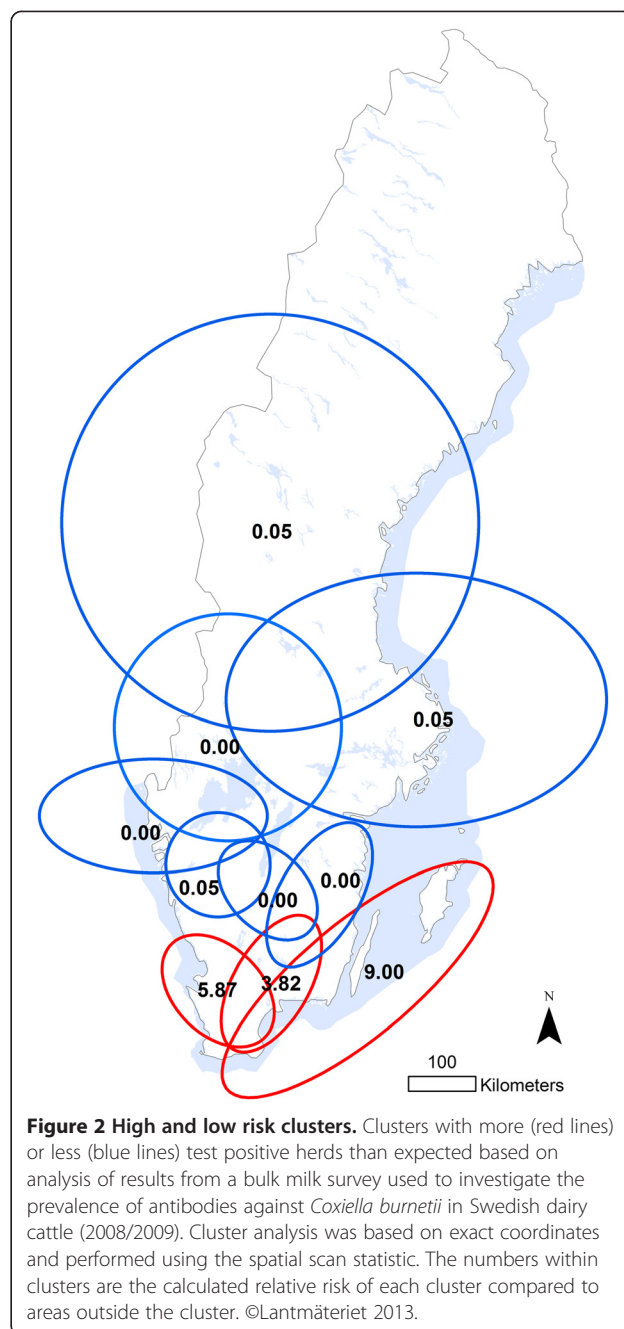 0.05
0.05
0.00
0.00
0.05
0.00
0.00
9.00
5.87
3.82
N
100
Kilometers
Figure 2 High and low risk clusters. Clusters with more (red lines)
or less (blue lines) test positive herds than expected based on
analysis of results from a bulk milk survey used to investigate the
prevalence of antibodies against Coxiella burnetii in Swedish dairy
cattle (2008/2009). Cluster analysis was based on exact coordinates
and performed using the spatial scan statistic. The numbers within
clusters are the calculated relative risk of each cluster compared to
areas outside the cluster. ©Lantmäteriet 2013.